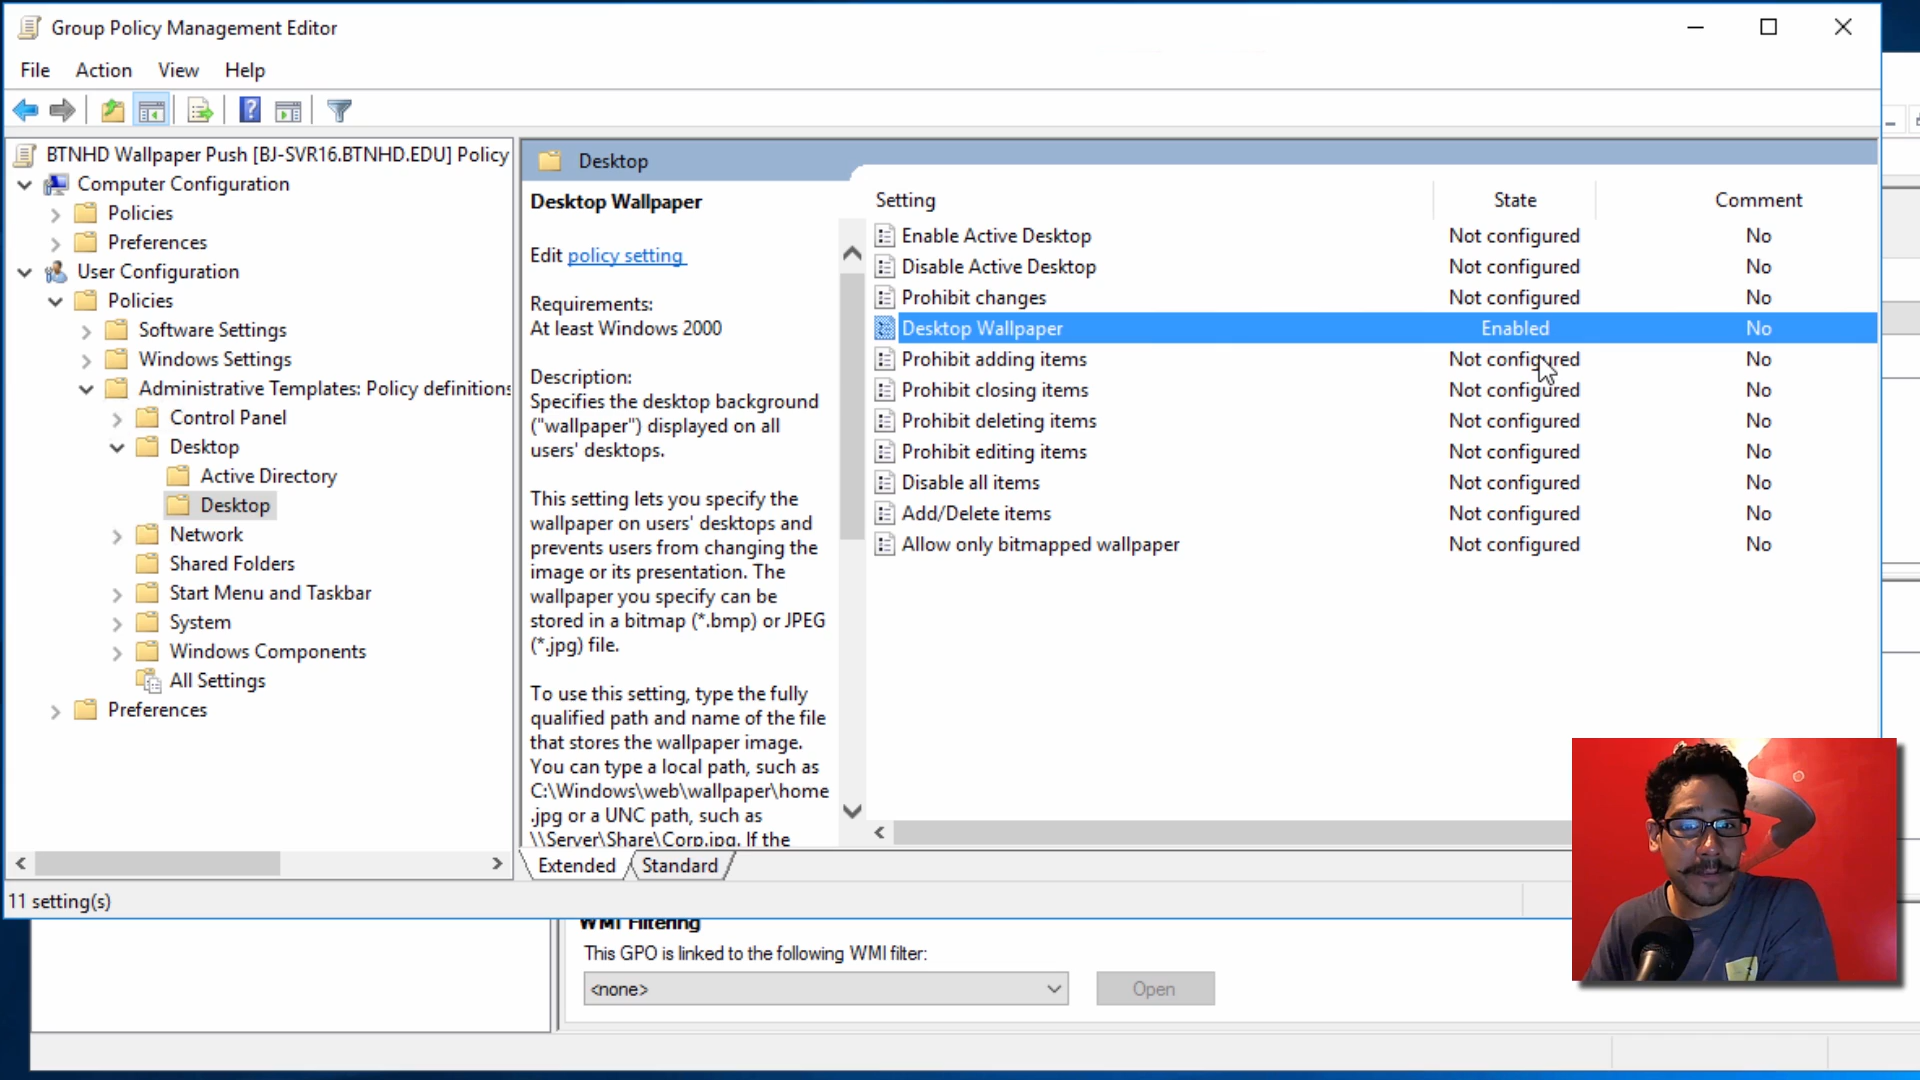 Group Policy Management Editor
File Action View Help
BTNHD Wallpaper Push [BJ-SVR16.BTNHD.EDU] Policy
Computer Configuration
Policies
Preferences
User Configuration
Policies
Software Settings
Windows Settings
Administrative Templates: Policy definitions
Control Panel
Desktop
Active Directory
Desktop
Network
Shared Folders
Start Menu and Taskbar
System
Windows Components
All Settings
Preferences
Desktop
Desktop Wallpaper
Edit policy setting
Requirements:
At least Windows 2000
Description:
Specifies the desktop background
("wallpaper") displayed on all
users' desktops.
This setting lets you specify the
wallpaper on users' desktops and
prevents users from changing the
image or its presentation. The
wallpaper you specify can be
stored in a bitmap (*.bmp) or JPEG
(*.jpg) file.
To use this setting, type the fully
qualified path and name of the file
that stores the wallpaper image.
You can type a local path, such as
C:\Windows\web\wallpaper\home
.jpg or a UNC path, such as
\\Server\Share\Corp.jpg. If the
Setting State Comment
Enable Active Desktop Not configured No
Disable Active Desktop Not configured No
Prohibit changes Not configured No
Desktop Wallpaper Enabled No
Prohibit adding items Not configured No
Prohibit closing items Not configured No
Prohibit deleting items Not configured No
Prohibit editing items Not configured No
Disable all items Not configured No
Add/Delete items Not configured No
Allow only bitmapped wallpaper Not configured No
Extended Standard
11 setting(s)
WMI Filtering
This GPO is linked to the following WMI filter:
<none> Open